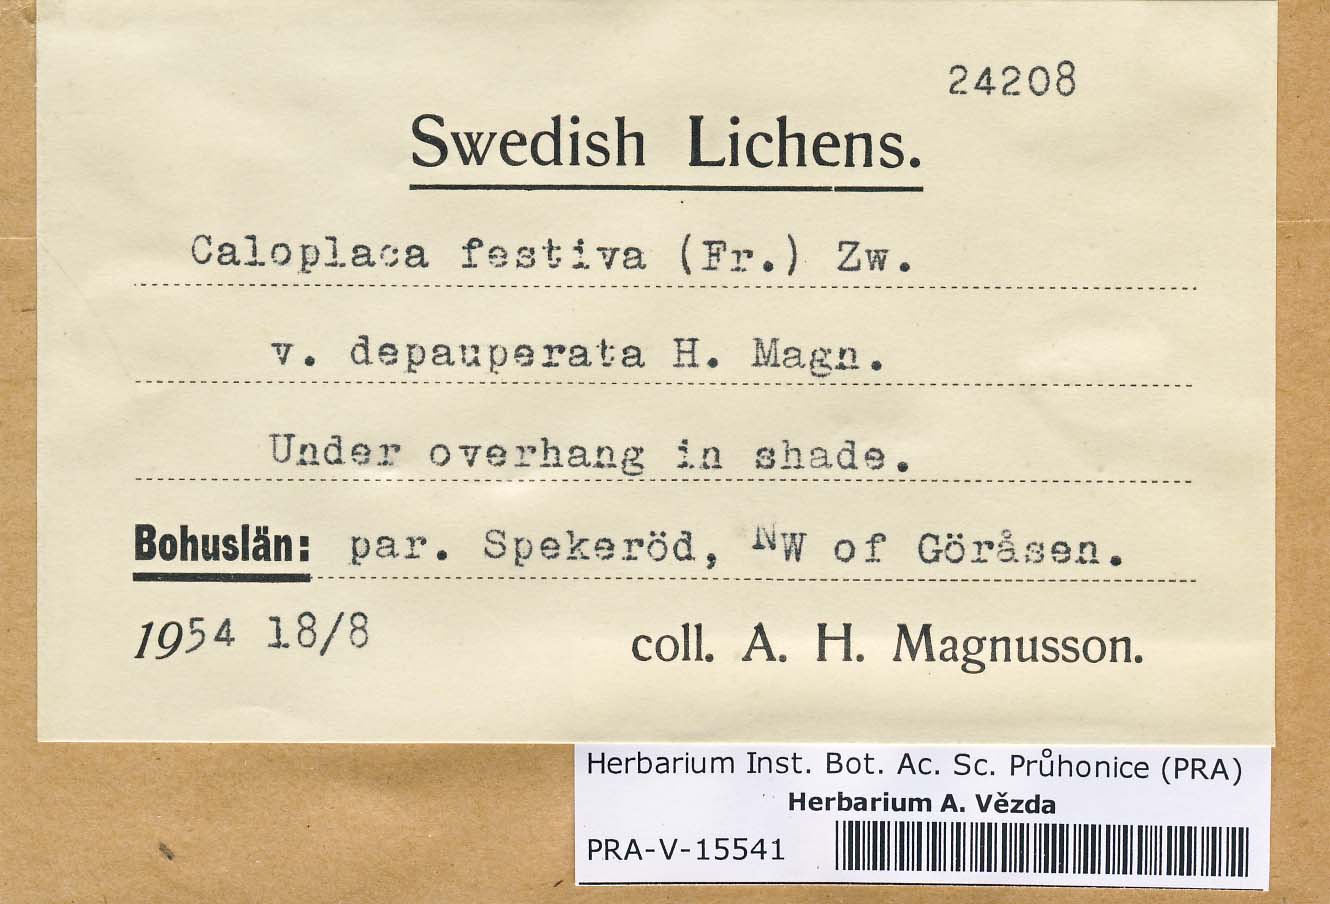 24208
Swedish Lichens.
Caloplaca festiva (Fr.) Zw.
v. depauperata H. Magn.
Under overhang in shade.
Bohuslän: par. Spekeröd, NW of Göråsen.
1954 18/8 coll. A. H. Magnusson.
Herbarium Inst. Bot. Ac. Sc. Průhonice (PRA)
Herbarium A. Vězda
PRA-V-15541